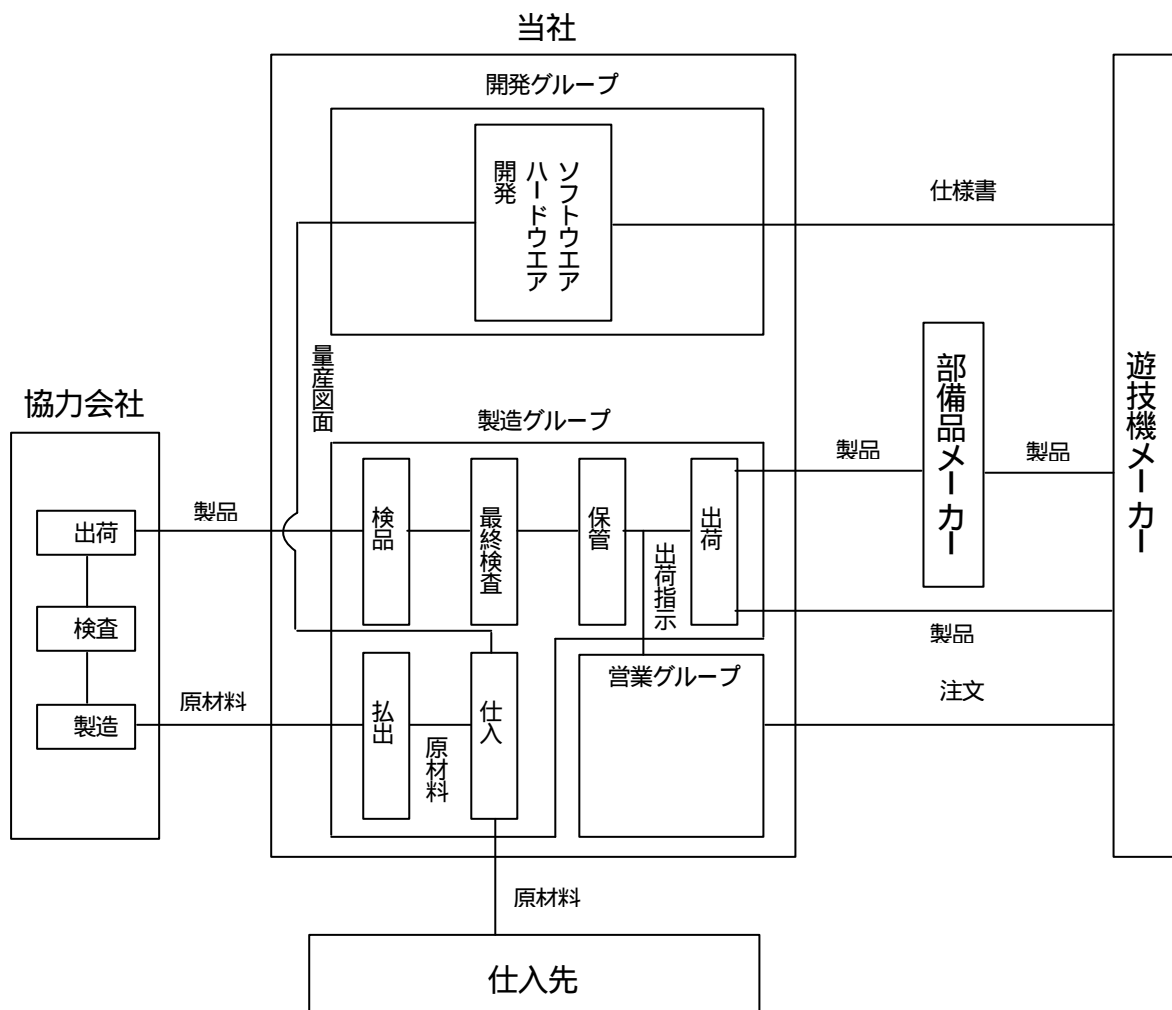 当社
開発グループ
ソフトウエア
ハードウエア
開発
仕様書
量産図面
協力会社
出荷
検査
製造
製品
原材料
製造グループ
検品
最終検査
保管
出荷
出荷指示
払出
原材料
仕入
営業グループ
製品
部備品メーカー
製品
製品
注文
遊技機メーカー
原材料
仕入先